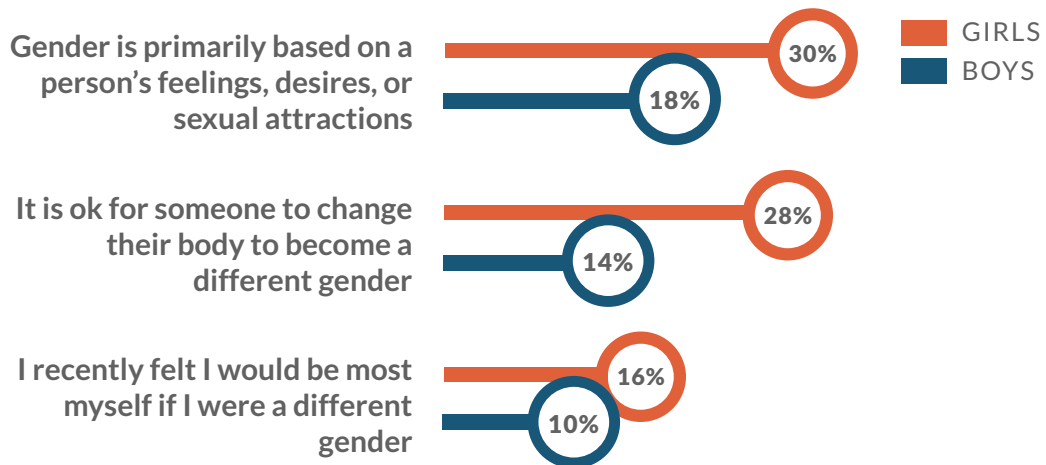 Gender is primarily based on a
person's feelings, desires, or
sexual attractions
30%
18%
GIRLS
BOYS
It is ok for someone to change
their body to become a
different gender
28%
14%
I recently felt I would be most
myself if I were a different
gender
16%
10%